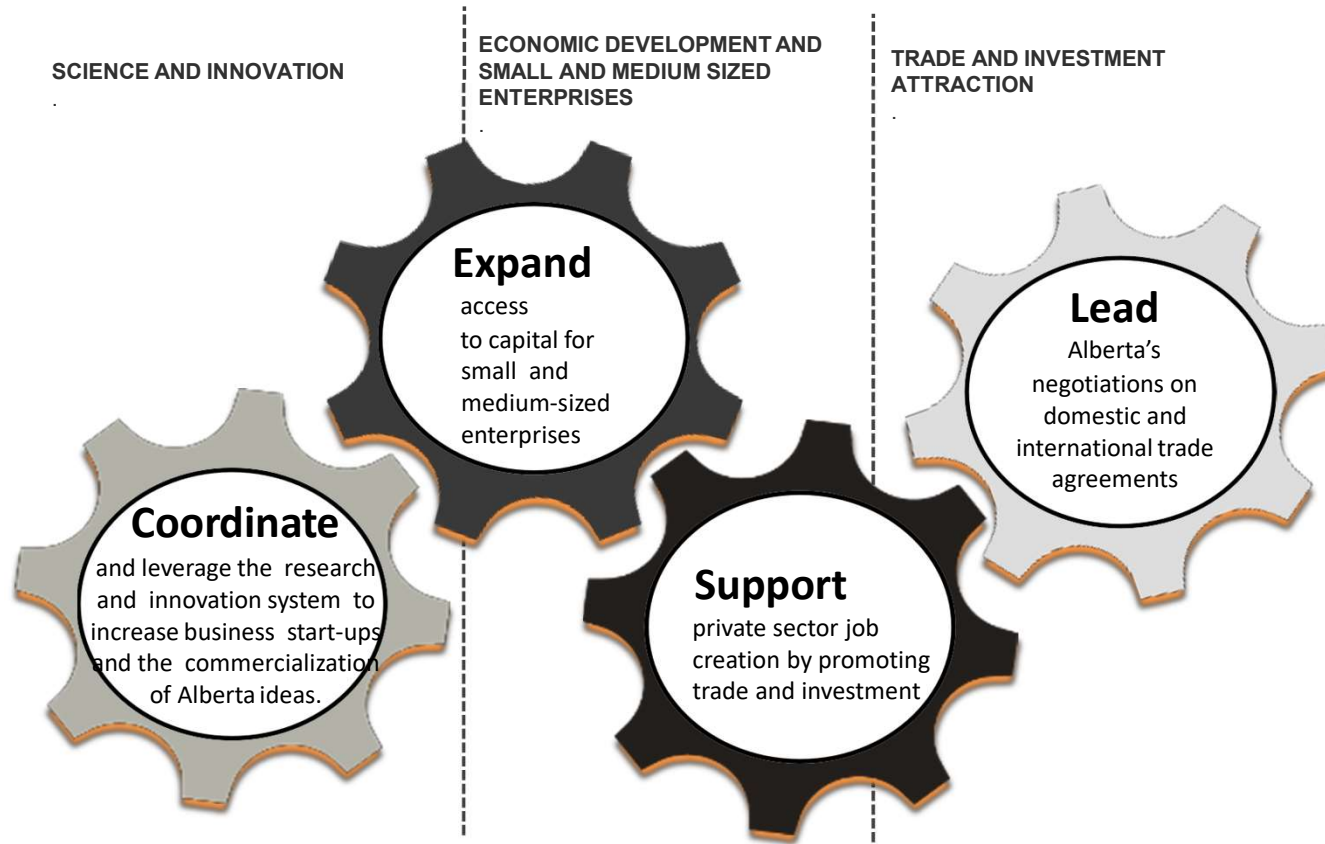 SCIENCE AND INNOVATION
.
ECONOMIC DEVELOPMENT AND
SMALL AND MEDIUM SIZED
ENTERPRISES
.
TRADE AND INVESTMENT
ATTRACTION
.
Expand
access
to capital for
small and
medium-sized
enterprises
Lead
Alberta’s
negotiations on
domestic and
international trade
agreements
Coordinate
and leverage the research
and innovation system to
increase business start-ups
and the commercialization
of Alberta ideas.
Support
private sector job
creation by promoting
trade and investment